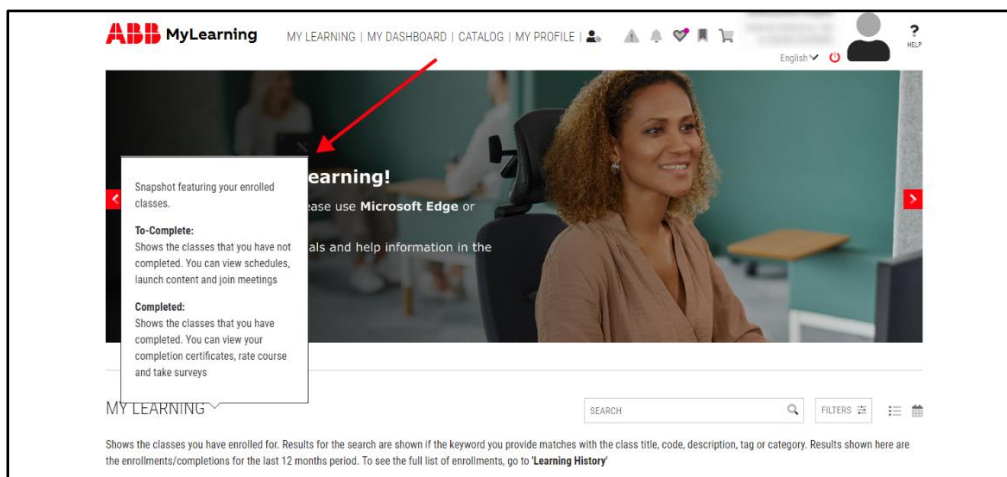 ABB MyLearning
MY LEARNING | MY DASHBOARD | CATALOG | MY PROFILE |
?
HELP
English
earning!
ease use Microsoft Edge or
als and help information in the
Snapshot featuring your enrolled
classes.
To-Complete:
Shows the classes that you have not
completed. You can view schedules,
launch content and join meetings
Completed:
Shows the classes that you have
completed. You can view your
completion certificates, rate course
and take surveys
MY LEARNING
SEARCH
FILTERS
Shows the classes you have enrolled for. Results for the search are shown if the keyword you provide matches with the class title, code, description, tag or category. Results shown here are
the enrollments/completions for the last 12 months period. To see the full list of enrollments, go to 'Learning History'